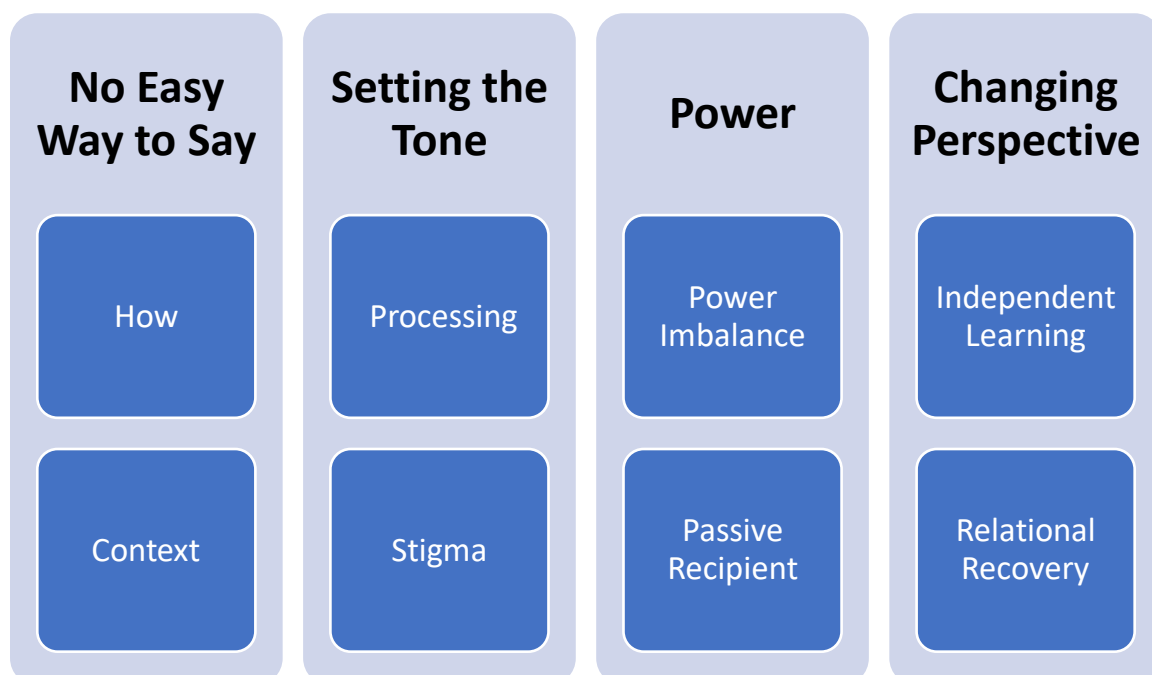 No Easy
Way to Say
How
Context
Setting the
Tone
Processing
Stigma
Power
Power
Imbalance
Passive
Recipient
Changing
Perspective
Independent
Learning
Relational
Recovery